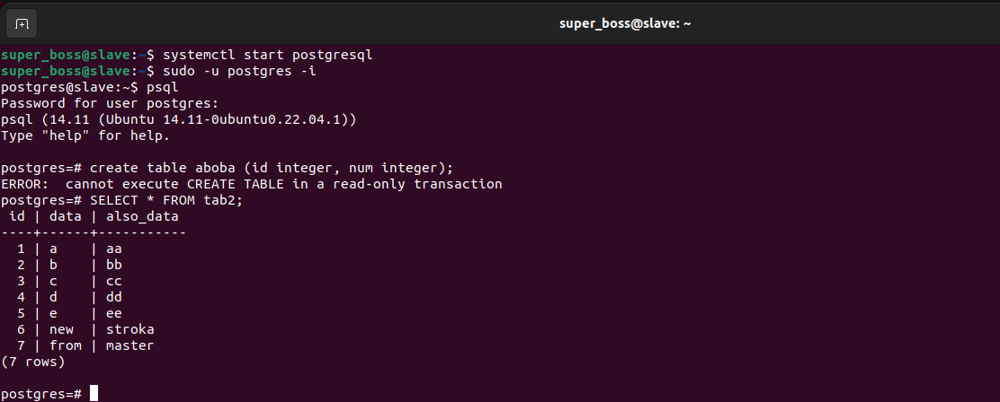 super_boss@slave: ~
super_boss@slave:~$ systemctl start postgresql
super_boss@slave:~$ sudo -u postgres -i
postgres@slave:~$ psql
Password for user postgres:
psql (14.11 (Ubuntu 14.11-0ubuntu0.22.04.1))
Type "help" for help.
postgres=# create table aboba (id integer, num integer);
ERROR:  cannot execute CREATE TABLE in a read-only transaction
postgres=# SELECT * FROM tab2;
 id | data | also_data
----+------+-----------
  1 | a    | aa
  2 | b    | bb
  3 | c    | cc
  4 | d    | dd
  5 | e    | ee
  6 | new  | stroka
  7 | from | master
(7 rows)
postgres=#